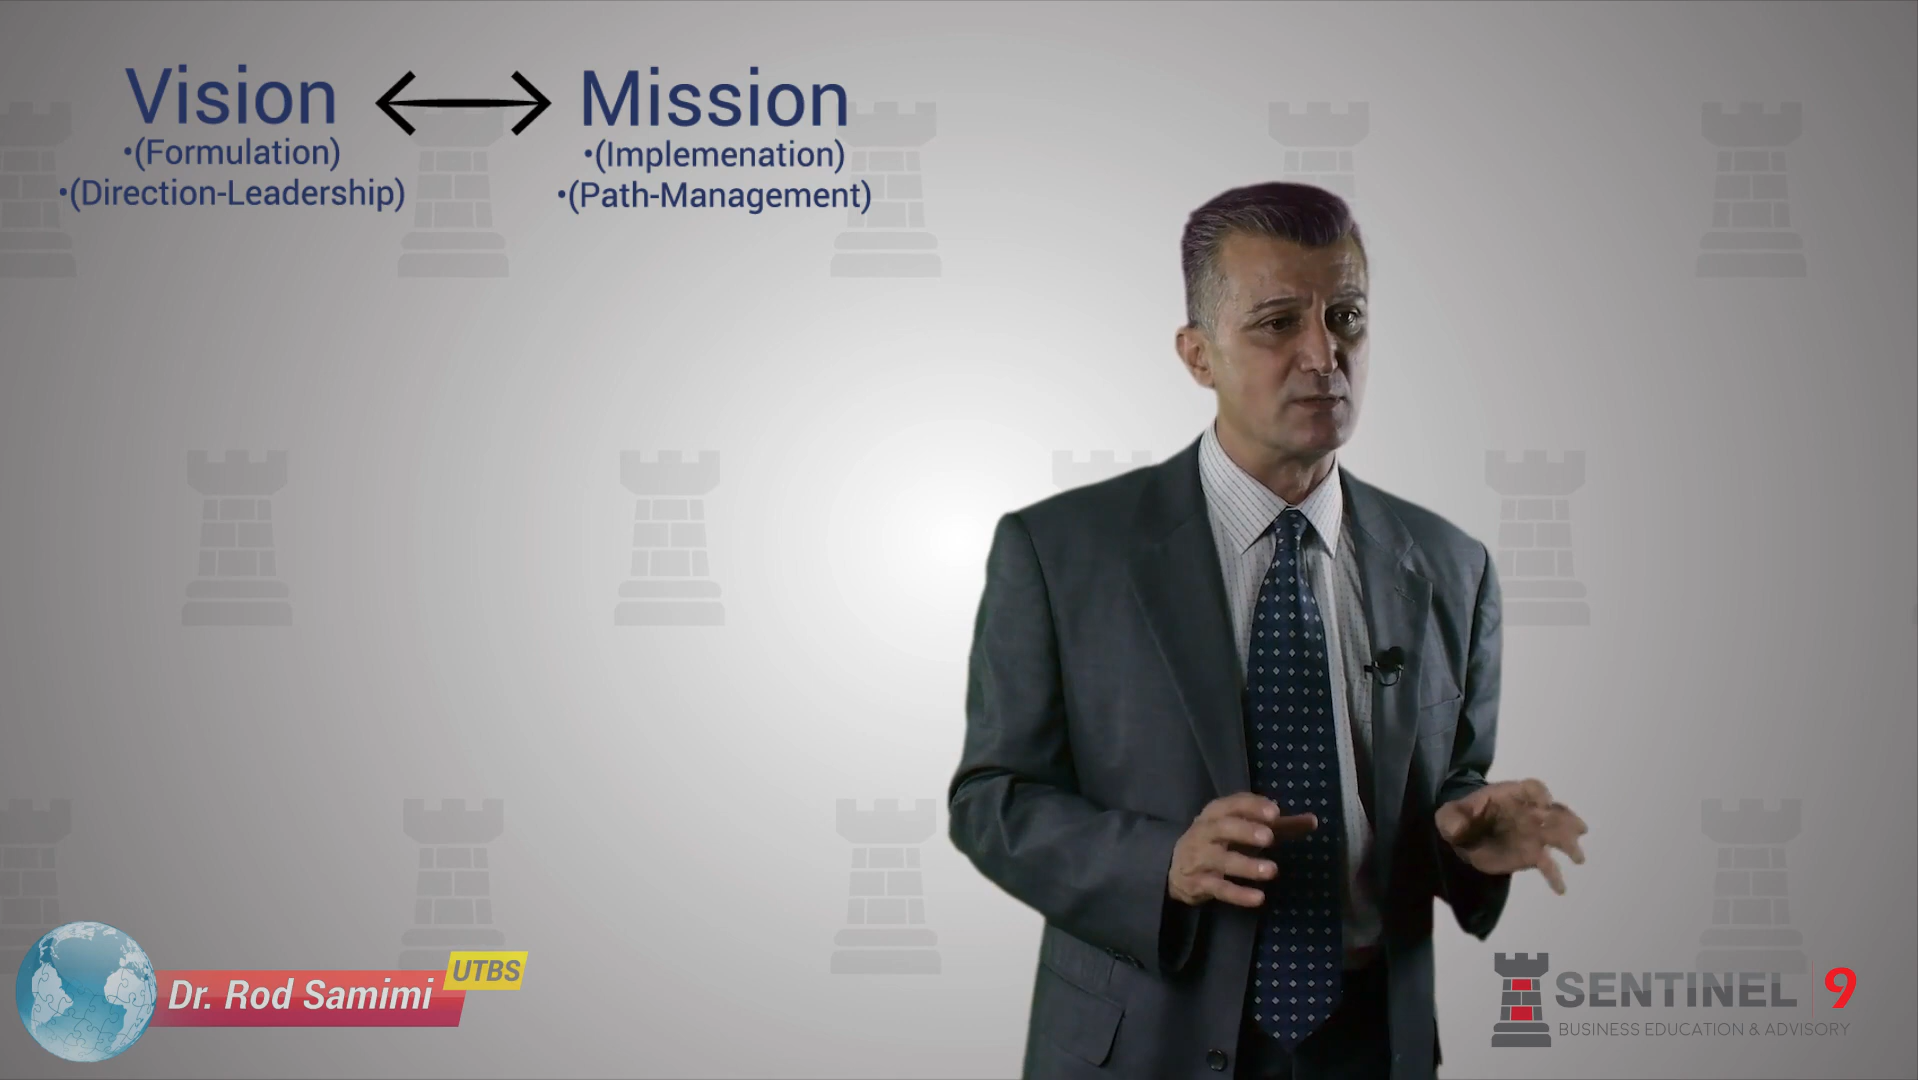 Vision Mission
•(Formulation) •(Implemenation)
•(Direction-Leadership) •(Path-Management)
UTBS
Dr. Rod Samimi
SENTINEL 9
BUSINESS EDUCATION & ADVISORY